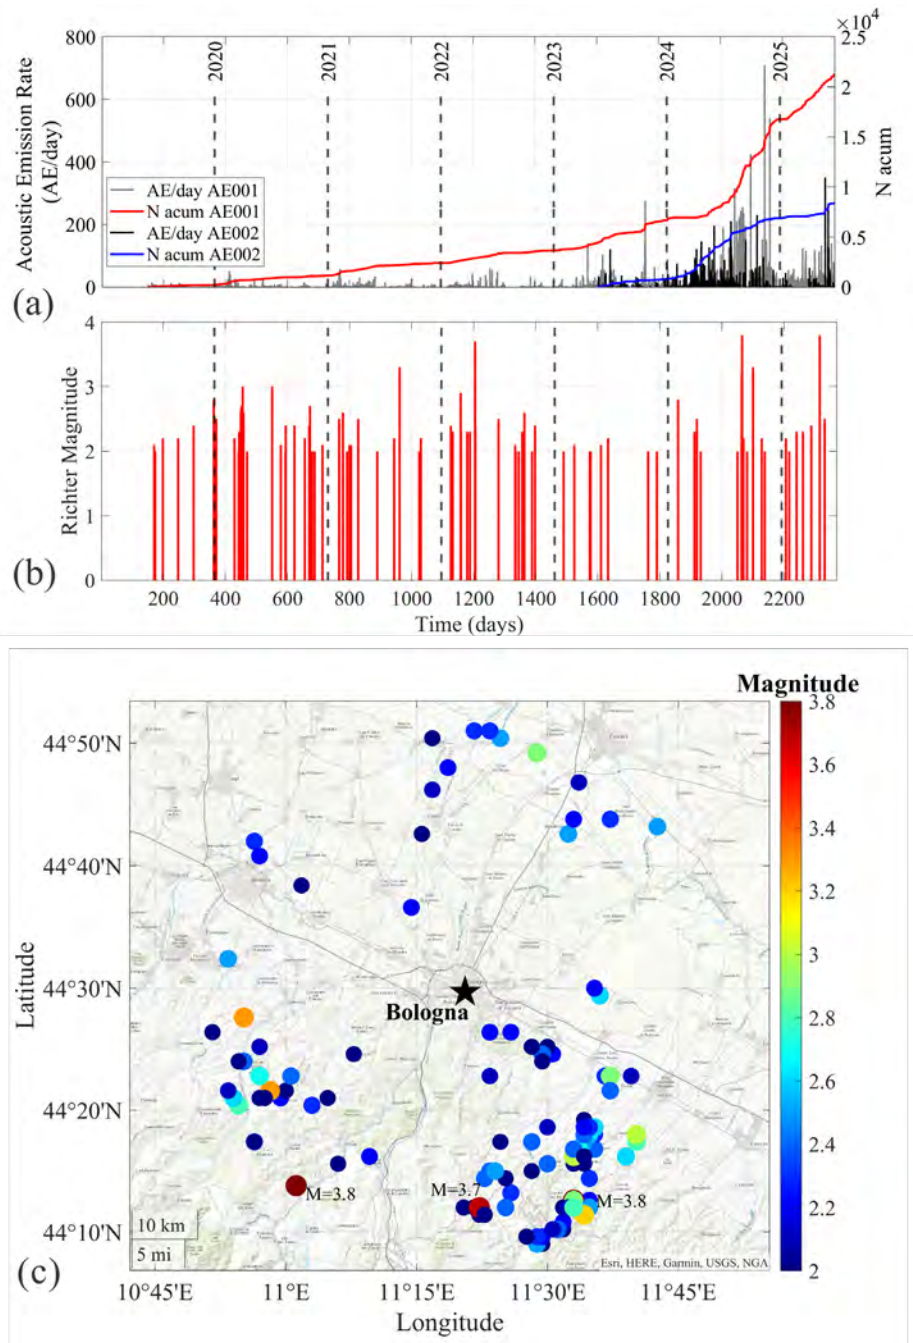 ×10⁴
2020
2021
2022
2023
2024
2025
800
600
400
200
0
Acoustic Emission Rate
(AE/day)
2.5
2
1.5
1
0.5
0
N acum
AE/day AE001
N acum AE001
AE/day AE002
N acum AE002
(a)
4
3
2
1
0
Richter Magnitude
(b)
200 400 600 800 1000 1200 1400 1600 1800 2000 2200
Time (days)
Magnitude
3.8
3.6
3.4
3.2
3
2.8
2.6
2.4
2.2
2
44°50'N
44°40'N
44°30'N
44°20'N
44°10'N
Latitude
Bologna
M=3.8
M=3.7
M=3.8
10 km
5 mi
Esri, HERE, Garmin, USGS, NGA
(c)
10°45'E 11°E 11°15'E 11°30'E 11°45'E
Longitude